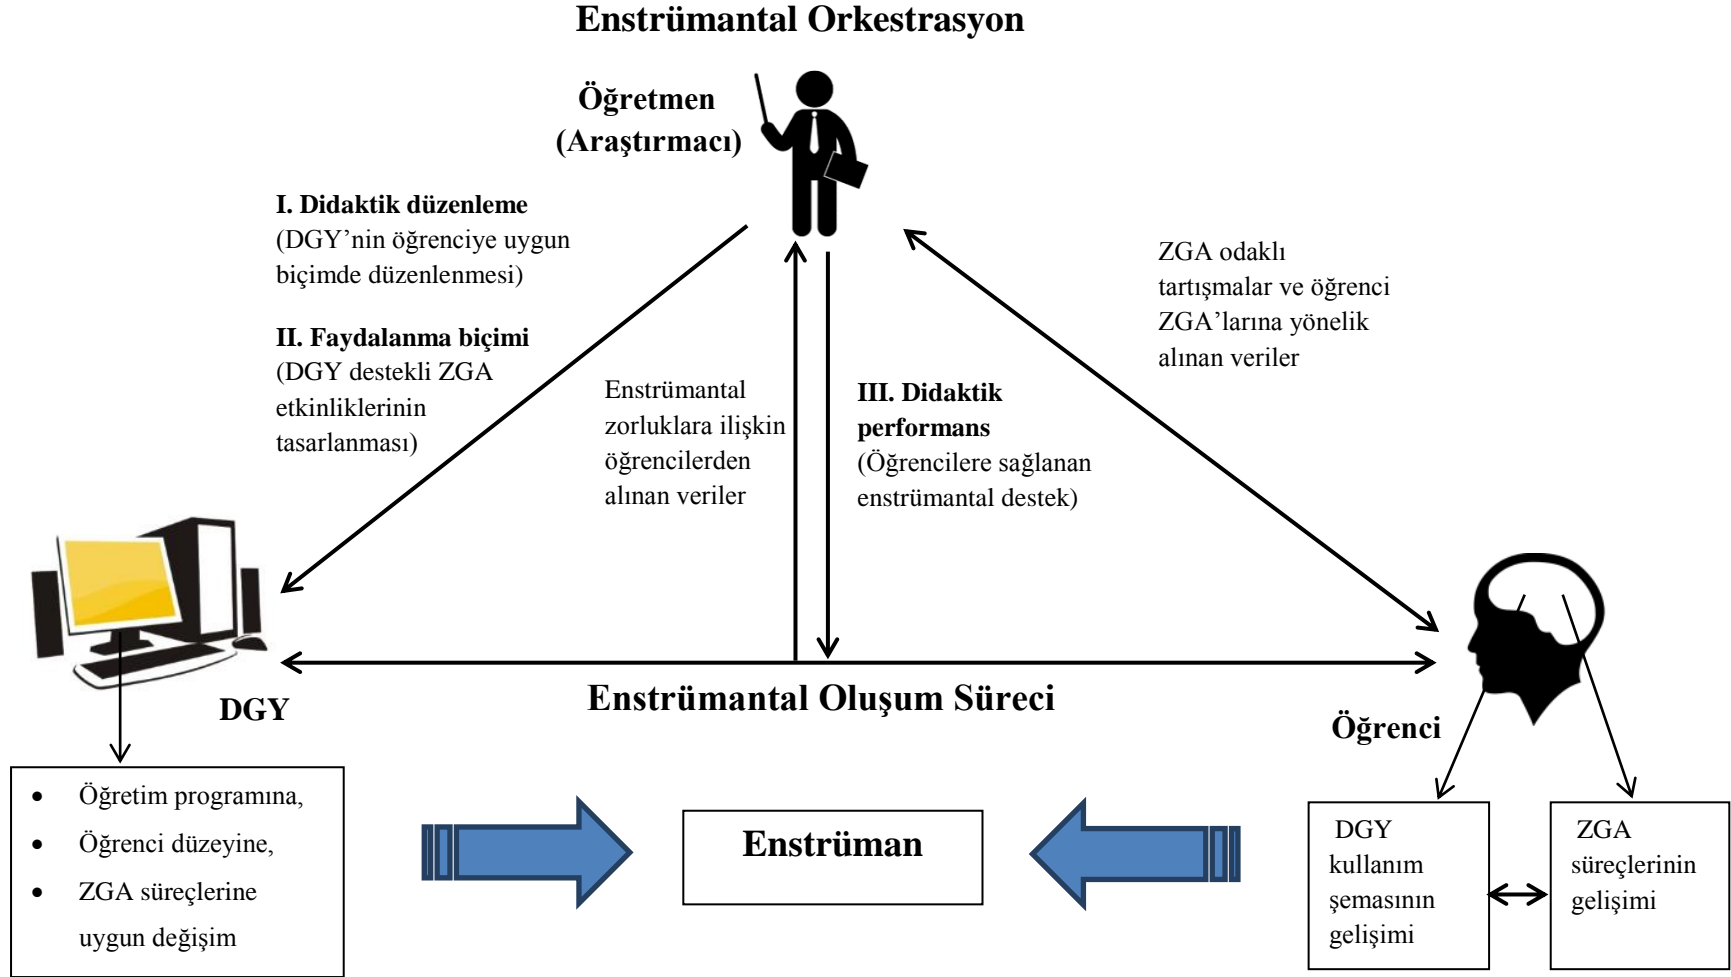 Enstrümantal Orkestrasyon
Öğretmen
(Araştırmacı)
I. Didaktik düzenleme
(DGY’nin öğrenciye uygun
biçimde düzenlenmesi)
II. Faydalanma biçimi
(DGY destekli ZGA
etkinliklerinin
tasarlanması)
Enstrümantal
zorluklara ilişkin
öğrencilerden
alınan veriler
III. Didaktik
performans
(Öğrencilere sağlanan
enstrümantal destek)
ZGA odaklı
tartışmalar ve öğrenci
ZGA’larına yönelik
alınan veriler
DGY
Enstrümantal Oluşum Süreci
Öğrenci
• Öğretim programına,
• Öğrenci düzeyine,
• ZGA süreçlerine
uygun değişim
Enstrüman
DGY
kullanım
şemasının
gelişimi
ZGA
süreçlerinin
gelişimi